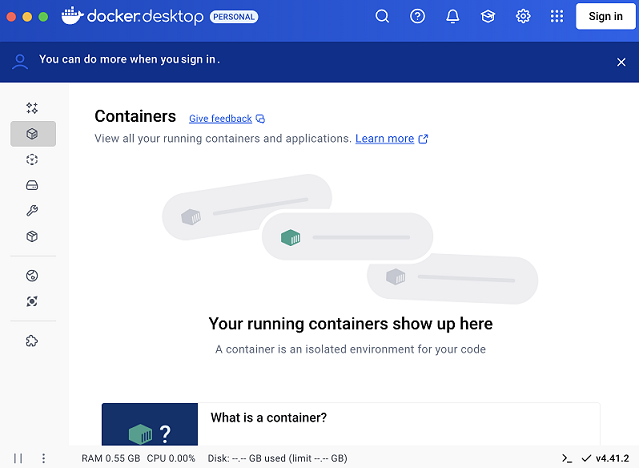 docker.desktop PERSONAL Sign in
You can do more when you sign in.
Containers Give feedback
View all your running containers and applications. Learn more
Your running containers show up here
A container is an isolated environment for your code
? What is a container?
RAM 0.55 GB CPU 0.00% Disk: --.-- GB used (limit --.-- GB) v4.41.2